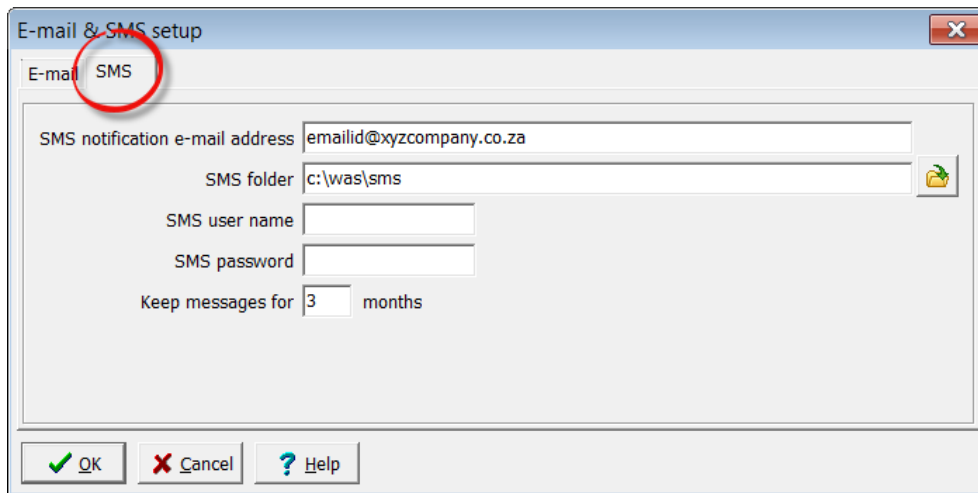 E-mail & SMS setup
E-mail SMS
SMS notification e-mail address emailid@xyzcompany.co.za
SMS folder c:\was\sms
SMS user name
SMS password
Keep messages for 3 months
OK Cancel ? Help